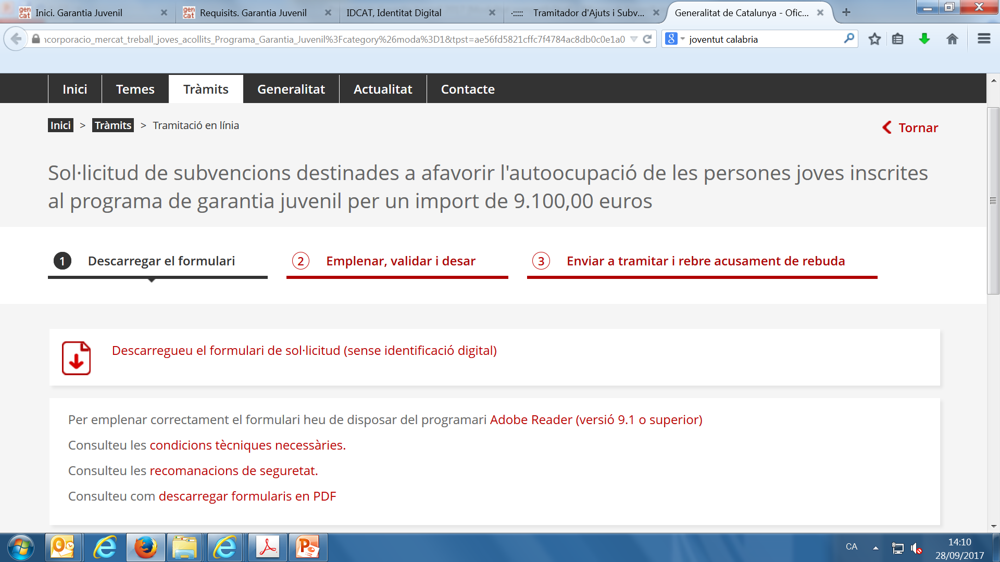 gen cat Inici. Garantia Juvenil
gen cat Requisits. Garantia Juvenil
IDCAT, Identitat Digital
Tramitador d'Ajuts i Subv...
Generalitat de Catalunya - Ofic...
ncorporacio_mercat_treball_joves_acollits_Programa_Garantia_Juvenil%3Fcategory%26moda%3D1&tpst=ae56fd5821cffc7f4784ac8db0c0e1a0
joventut calabria
Inici
Temes
Tràmits
Generalitat
Actualitat
Contacte
Inici > Tràmits > Tramitació en línia
Tornar
Sol·licitud de subvencions destinades a afavorir l'autoocupació de les persones joves inscrites
al programa de garantia juvenil per un import de 9.100,00 euros
1 Descarregar el formulari
2 Emplenar, validar i desar
3 Enviar a tramitar i rebre acusament de rebuda
Descarregueu el formulari de sol·licitud (sense identificació digital)
Per emplenar correctament el formulari heu de disposar del programari Adobe Reader (versió 9.1 o superior)
Consulteu les condicions tècniques necessàries.
Consulteu les recomanacions de seguretat.
Consulteu com descarregar formularis en PDF
CA
14:10
28/09/2017